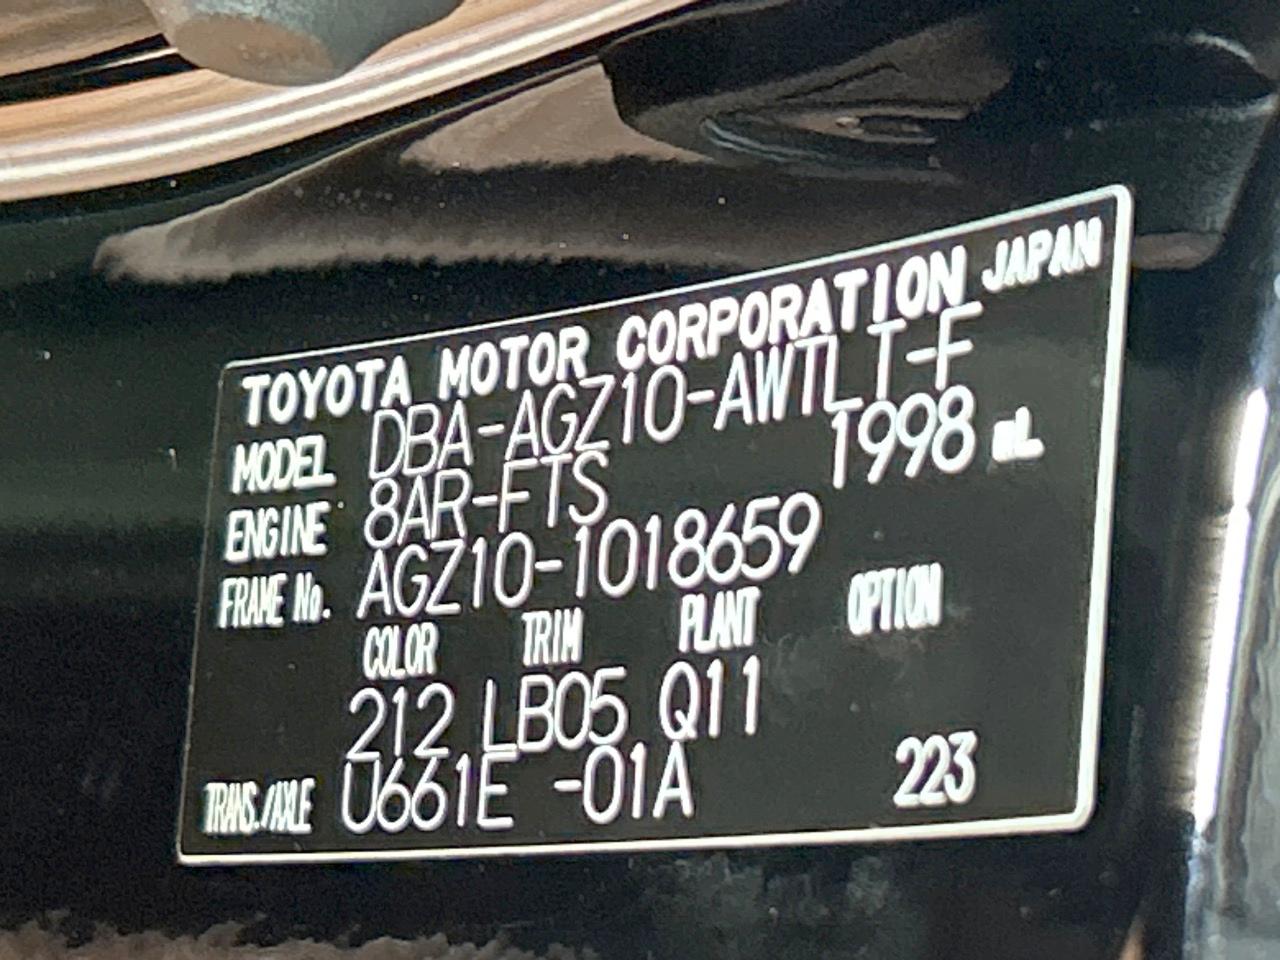 TOYOTA MOTOR CORPORATION JAPAN
MODEL DBA-AGZ10-AWTLT-F
ENGINE 8AR-FTS 1998 mL
FRAME No. AGZ10-1018659
COLOR TRIM PLANT OPTION
212 LB05 Q11
TRANS./AXLE U661E -01A 223